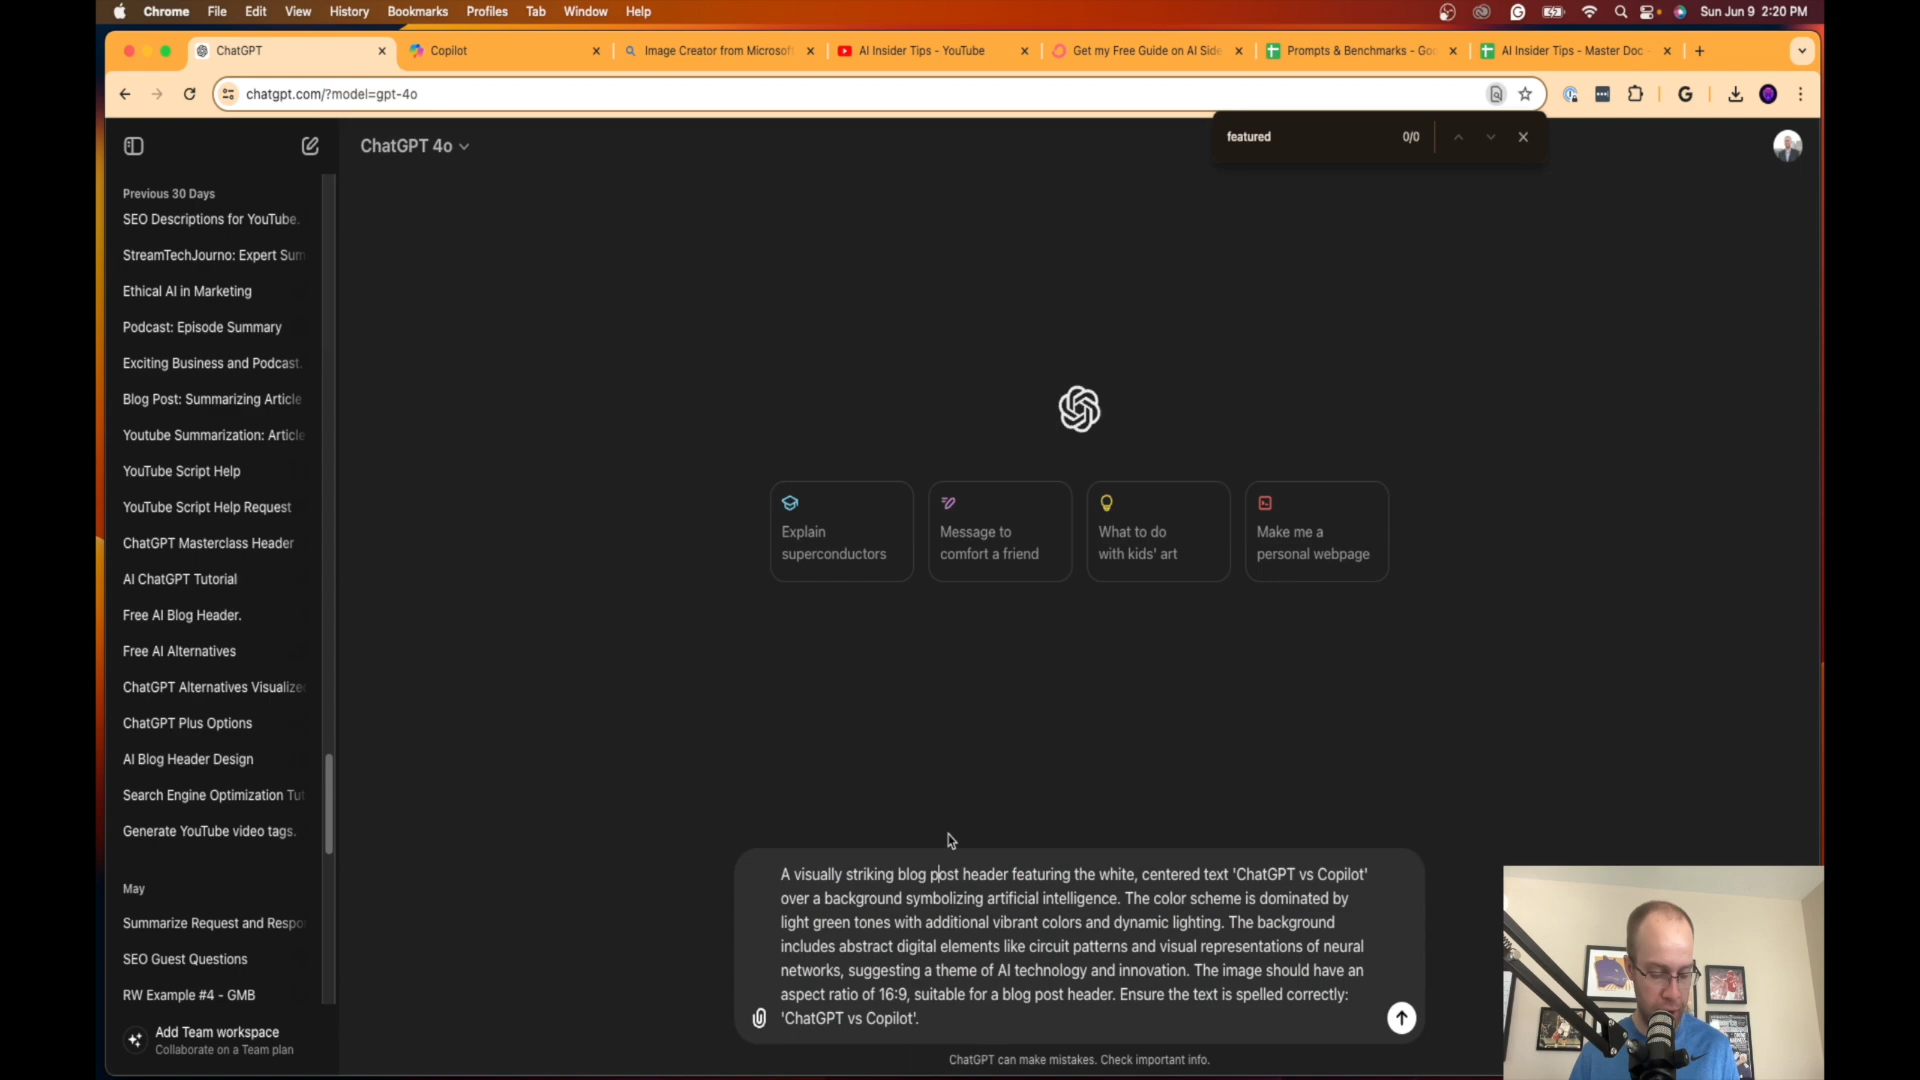 Chrome File Edit View History Bookmarks Profiles Tab Window Help Sun Jun 9 2:20 PM
ChatGPT Copilot Image Creator from Microsoft AI Insider Tips - YouTube Get my Free Guide on AI Side Prompts & Benchmarks - Goo AI Insider Tips - Master Doc
chatgpt.com/?model=gpt-4o
featured 0/0
ChatGPT 4o
Previous 30 Days
SEO Descriptions for YouTube.
StreamTechJourno: Expert Sum
Ethical AI in Marketing
Podcast: Episode Summary
Exciting Business and Podcast.
Blog Post: Summarizing Article
Youtube Summarization: Article
YouTube Script Help
YouTube Script Help Request
ChatGPT Masterclass Header
AI ChatGPT Tutorial
Free AI Blog Header.
Free AI Alternatives
ChatGPT Alternatives Visualized
ChatGPT Plus Options
AI Blog Header Design
Search Engine Optimization Tut
Generate YouTube video tags.
May
Summarize Request and Respo
SEO Guest Questions
RW Example #4 - GMB
Add Team workspace
Collaborate on a Team plan
Explain
superconductors
Message to
comfort a friend
What to do
with kids' art
Make me a
personal webpage
A visually striking blog post header featuring the white, centered text 'ChatGPT vs Copilot'
over a background symbolizing artificial intelligence. The color scheme is dominated by
light green tones with additional vibrant colors and dynamic lighting. The background
includes abstract digital elements like circuit patterns and visual representations of neural
networks, suggesting a theme of AI technology and innovation. The image should have an
aspect ratio of 16:9, suitable for a blog post header. Ensure the text is spelled correctly:
'ChatGPT vs Copilot'.
ChatGPT can make mistakes. Check important info.